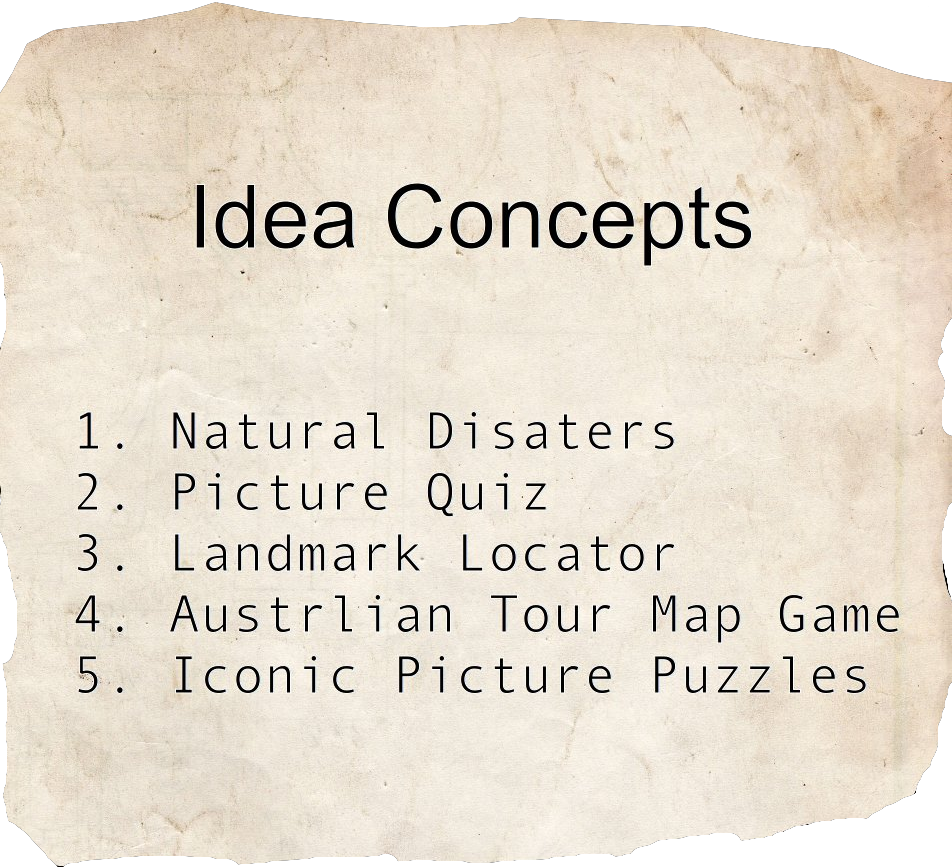 Idea Concepts
1. Natural Disaters
2. Picture Quiz
3. Landmark Locator
4. Austrlian Tour Map Game
5. Iconic Picture Puzzles